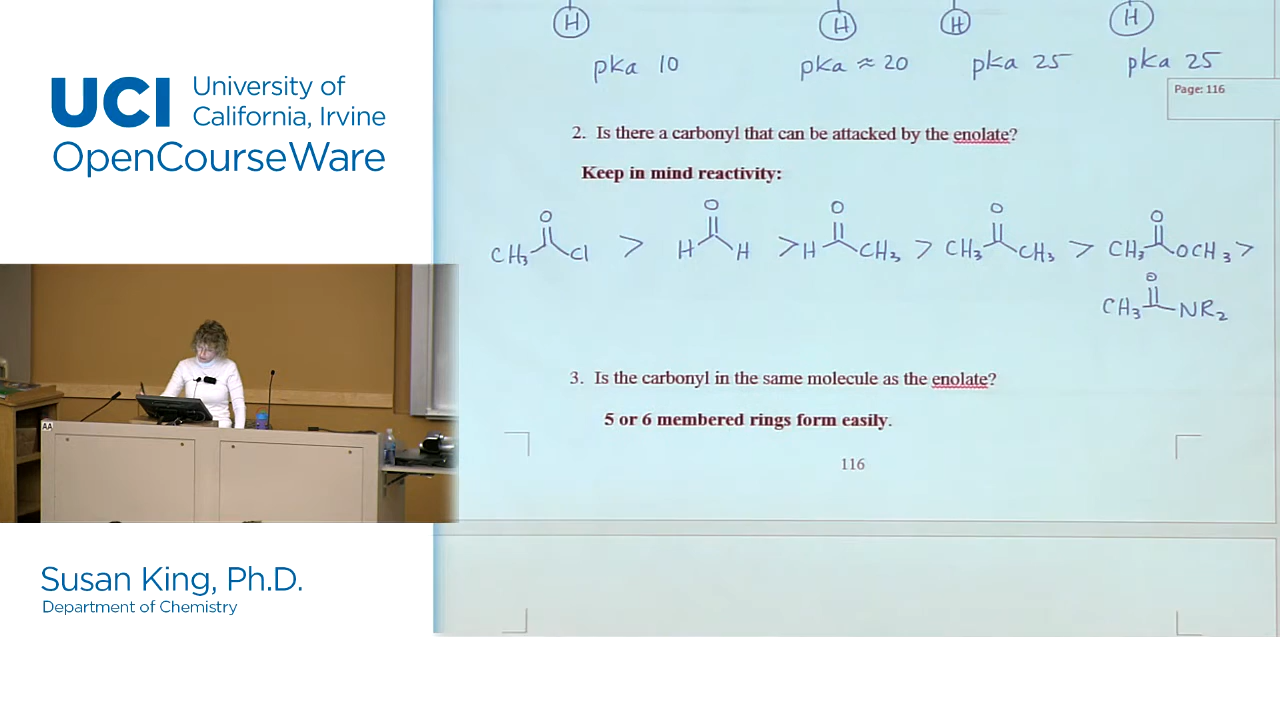 UCI University of California, Irvine
OpenCourseWare
H H H H
pka 10 pka ≈ 20 pka 25 pka 25
Page: 116
2. Is there a carbonyl that can be attacked by the enolate?
Keep in mind reactivity:
O O O O O
CH3 Cl > H H > H CH3 > CH3 CH3 > CH3 OCH3 >
O
CH3 NR2
3. Is the carbonyl in the same molecule as the enolate?
5 or 6 membered rings form easily.
116
AA
Susan King, Ph.D.
Department of Chemistry